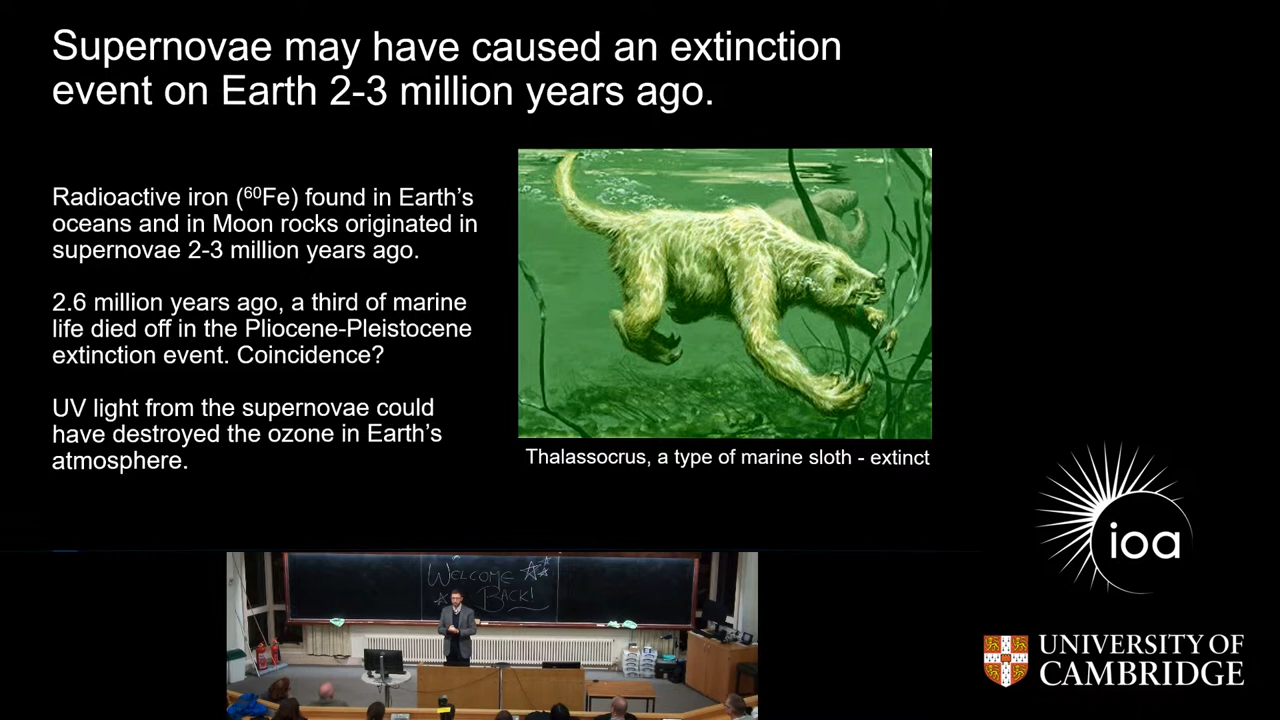 Supernovae may have caused an extinction
event on Earth 2-3 million years ago.
Radioactive iron (⁶⁰Fe) found in Earth's
oceans and in Moon rocks originated in
supernovae 2-3 million years ago.
2.6 million years ago, a third of marine
life died off in the Pliocene-Pleistocene
extinction event. Coincidence?
UV light from the supernovae could
have destroyed the ozone in Earth's
atmosphere.
Thalassocrus, a type of marine sloth - extinct
WELCOME
BACK!
ioa
UNIVERSITY OF
CAMBRIDGE